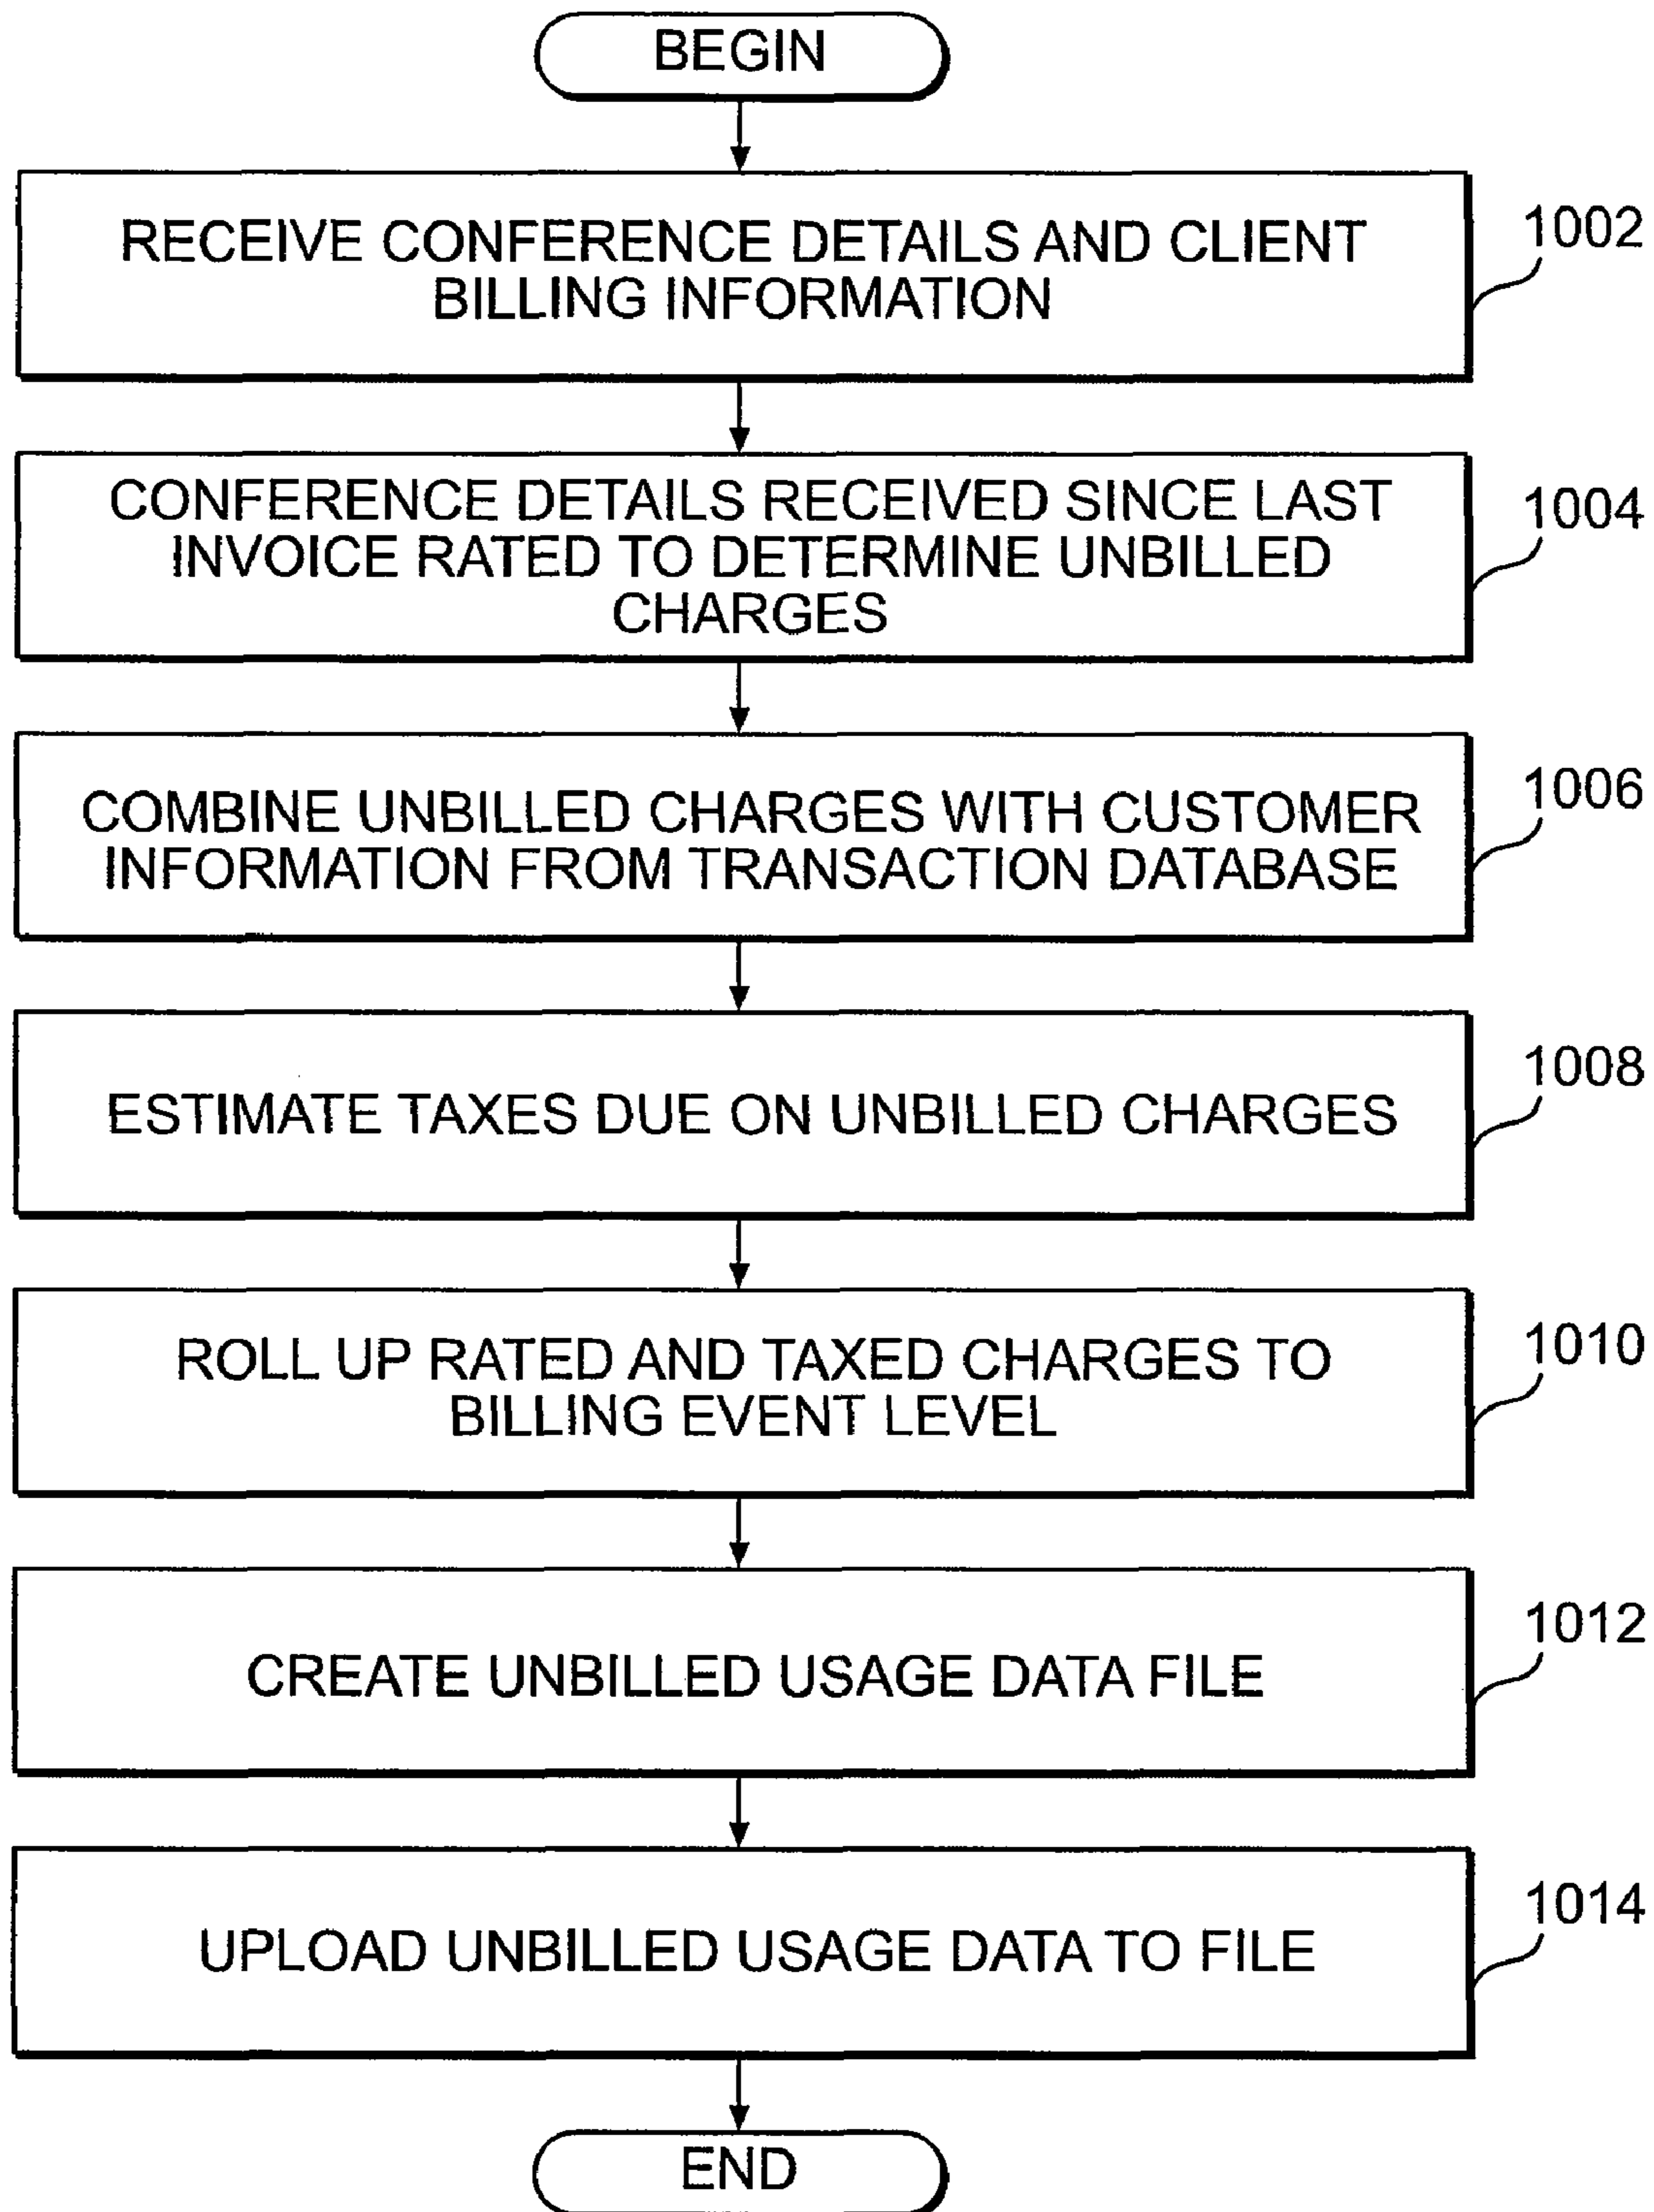 BEGIN
RECEIVE CONFERENCE DETAILS AND CLIENT
BILLING INFORMATION
1002
CONFERENCE DETAILS RECEIVED SINCE LAST
INVOICE RATED TO DETERMINE UNBILLED
CHARGES
1004
COMBINE UNBILLED CHARGES WITH CUSTOMER
INFORMATION FROM TRANSACTION DATABASE
1006
ESTIMATE TAXES DUE ON UNBILLED CHARGES
1008
ROLL UP RATED AND TAXED CHARGES TO
BILLING EVENT LEVEL
1010
CREATE UNBILLED USAGE DATA FILE
1012
UPLOAD UNBILLED USAGE DATA TO FILE
1014
END